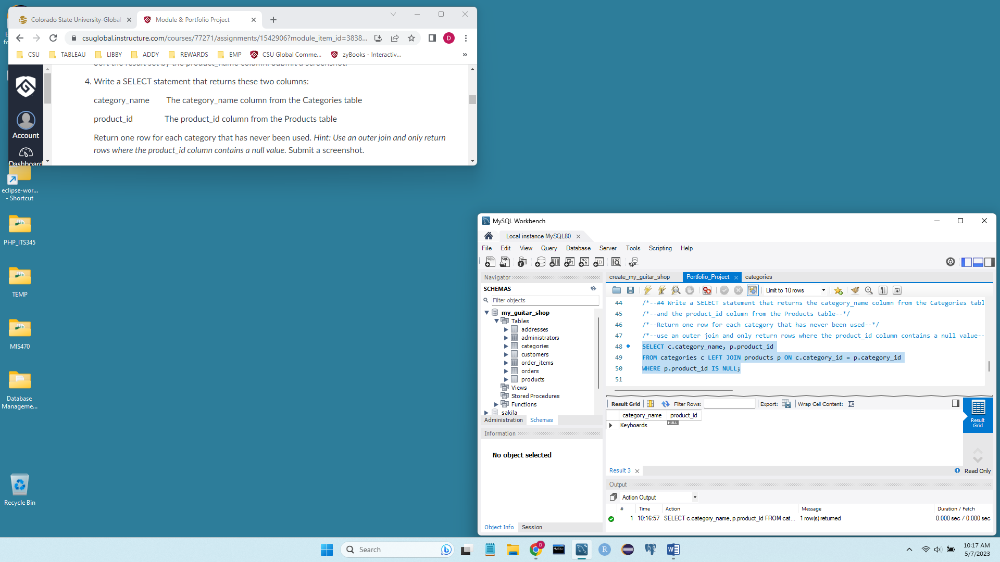 Colorado State University-Global
Module 8: Portfolio Project
csuglobal.instructure.com/courses/77271/assignments/1542906?module_item_id=3838...
D
CSU
TABLEAU
LIBBY
ADDY
REWARDS
EMP
CSU Global Comme...
zyBooks - Interactiv...
»
Sort the result set by the product_name column. Submit a screenshot.
4. Write a SELECT statement that returns these two columns:
category_name The category_name column from the Categories table
product_id The product_id column from the Products table
Return one row for each category that has never been used. Hint: Use an outer join and only return
rows where the product_id column contains a null value. Submit a screenshot.
Account
Dashboard
eclipse-wor...
- Shortcut
PHP_ITS345
TEMP
MIS470
Database
Manageme...
Recycle Bin
MySQL Workbench
Local instance MySQL80
File Edit View Query Database Server Tools Scripting Help
Navigator
SCHEMAS
Filter objects
my_guitar_shop
Tables
addresses
administrators
categories
customers
order_items
orders
products
Views
Stored Procedures
Functions
sakila
Administration Schemas
Information
No object selected
Object Info Session
create_my_guitar_shop Portfolio_Project categories
Limit to 10 rows
44 /*--#4 Write a SELECT statement that returns the category_name column from the Categories tabl
45 /*--and the product_id column from the Products table--*/
46 /*--Return one row for each category that has never been used--*/
47 /*--use an outer join and only return rows where the product_id column contains a null value--
48 SELECT c.category_name, p.product_id
49 FROM categories c LEFT JOIN products p ON c.category_id = p.category_id
50 WHERE p.product_id IS NULL;
51
Result Grid Filter Rows: Export: Wrap Cell Content:
category_name product_id
Keyboards NULL
Result
Grid
Result 3
Read Only
Output
Action Output
# Time Action Message Duration / Fetch
1 10:16:57 SELECT c.category_name, p.product_id FROM cat... 1 row(s) returned 0.000 sec / 0.000 sec
Search
10:17 AM
5/7/2023